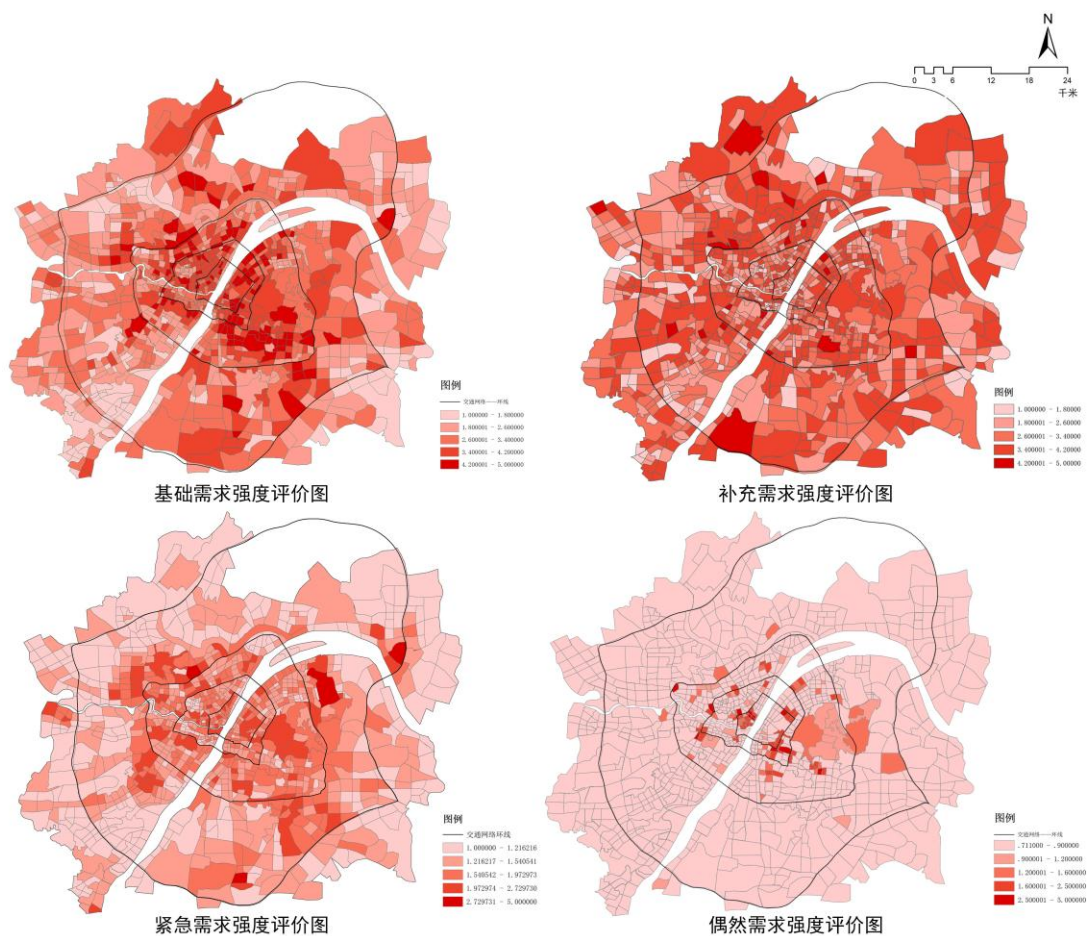 N
0 3 6 12 18 24
千米
图例
交通网络——环线
1.000000 - 1.800000
1.800001 - 2.600000
2.600001 - 3.400000
3.400001 - 4.200000
4.200001 - 5.000000
基础需求强度评价图
图例
1.000000 - 1.80000
1.800001 - 2.60000
2.600001 - 3.40000
3.400001 - 4.20000
4.200001 - 5.00000
补充需求强度评价图
图例
交通网络环线
1.000000 - 1.216216
1.216217 - 1.540541
1.540542 - 1.972973
1.972974 - 2.729730
2.729731 - 5.000000
紧急需求强度评价图
图例
交通网络——环线
.711000 - .900000
.900001 - 1.200000
1.200001 - 1.600000
1.600001 - 2.500000
2.500001 - 5.000000
偶然需求强度评价图